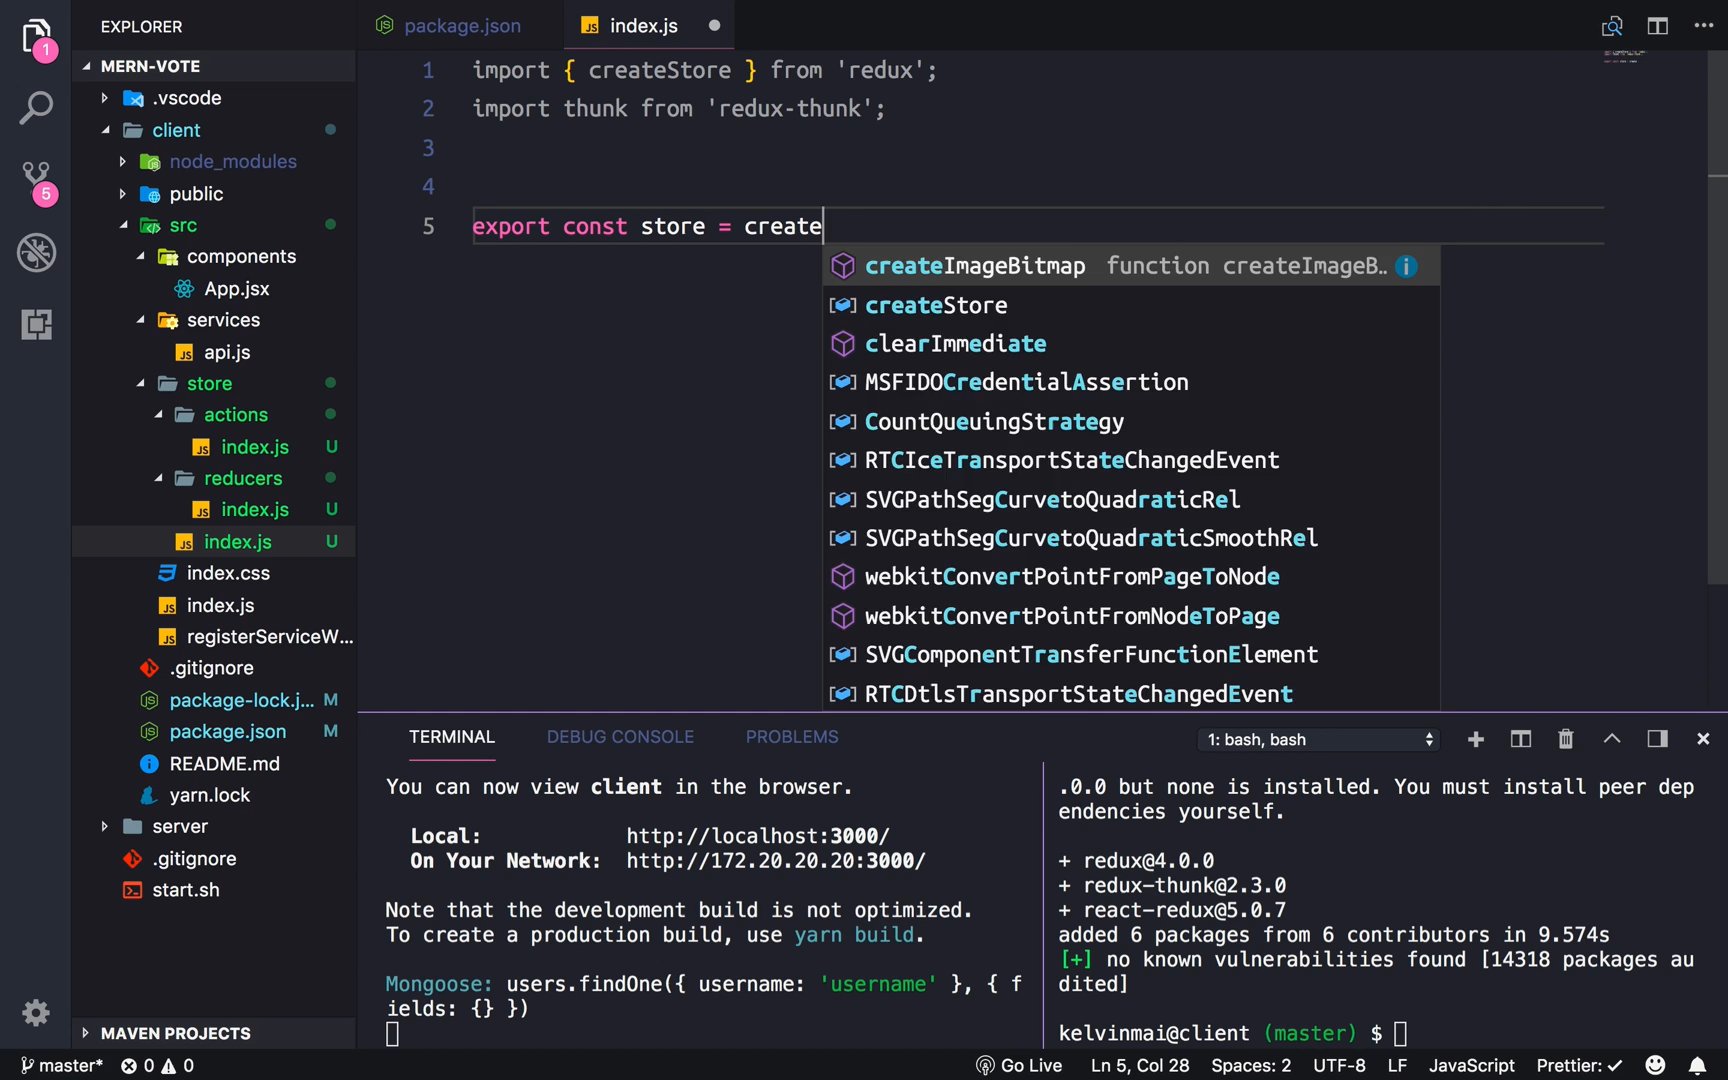 EXPLORER
package.json
index.js
1
MERN-VOTE
.vscode
client
node_modules
public
src
components
App.jsx
services
api.js
store
actions
index.js U
reducers
index.js U
index.js U
index.css
index.js
registerServiceW...
.gitignore
package-lock.j... M
package.json M
README.md
yarn.lock
server
.gitignore
start.sh
MAVEN PROJECTS
5
1 import { createStore } from 'redux';
2 import thunk from 'redux-thunk';
3
4
5 export const store = create
createImageBitmap function createImageB..
createStore
clearImmediate
MSFIDOCredentialAssertion
CountQueuingStrategy
RTCIceTransportStateChangedEvent
SVGPathSegCurvetoQuadraticRel
SVGPathSegCurvetoQuadraticSmoothRel
webkitConvertPointFromPageToNode
webkitConvertPointFromNodeToPage
SVGComponentTransferFunctionElement
RTCDtlsTransportStateChangedEvent
TERMINAL DEBUG CONSOLE PROBLEMS 1: bash, bash
You can now view client in the browser.
Local: http://localhost:3000/
On Your Network: http://172.20.20.20:3000/
Note that the development build is not optimized.
To create a production build, use yarn build.
Mongoose: users.findOne({ username: 'username' }, { f
ields: {} })
.0.0 but none is installed. You must install peer dep
endencies yourself.
+ redux@4.0.0
+ redux-thunk@2.3.0
+ react-redux@5.0.7
added 6 packages from 6 contributors in 9.574s
[+] no known vulnerabilities found [14318 packages au
dited]
kelvinmai@client (master) $
master* 0 0 Go Live Ln 5, Col 28 Spaces: 2 UTF-8 LF JavaScript Prettier: ✓